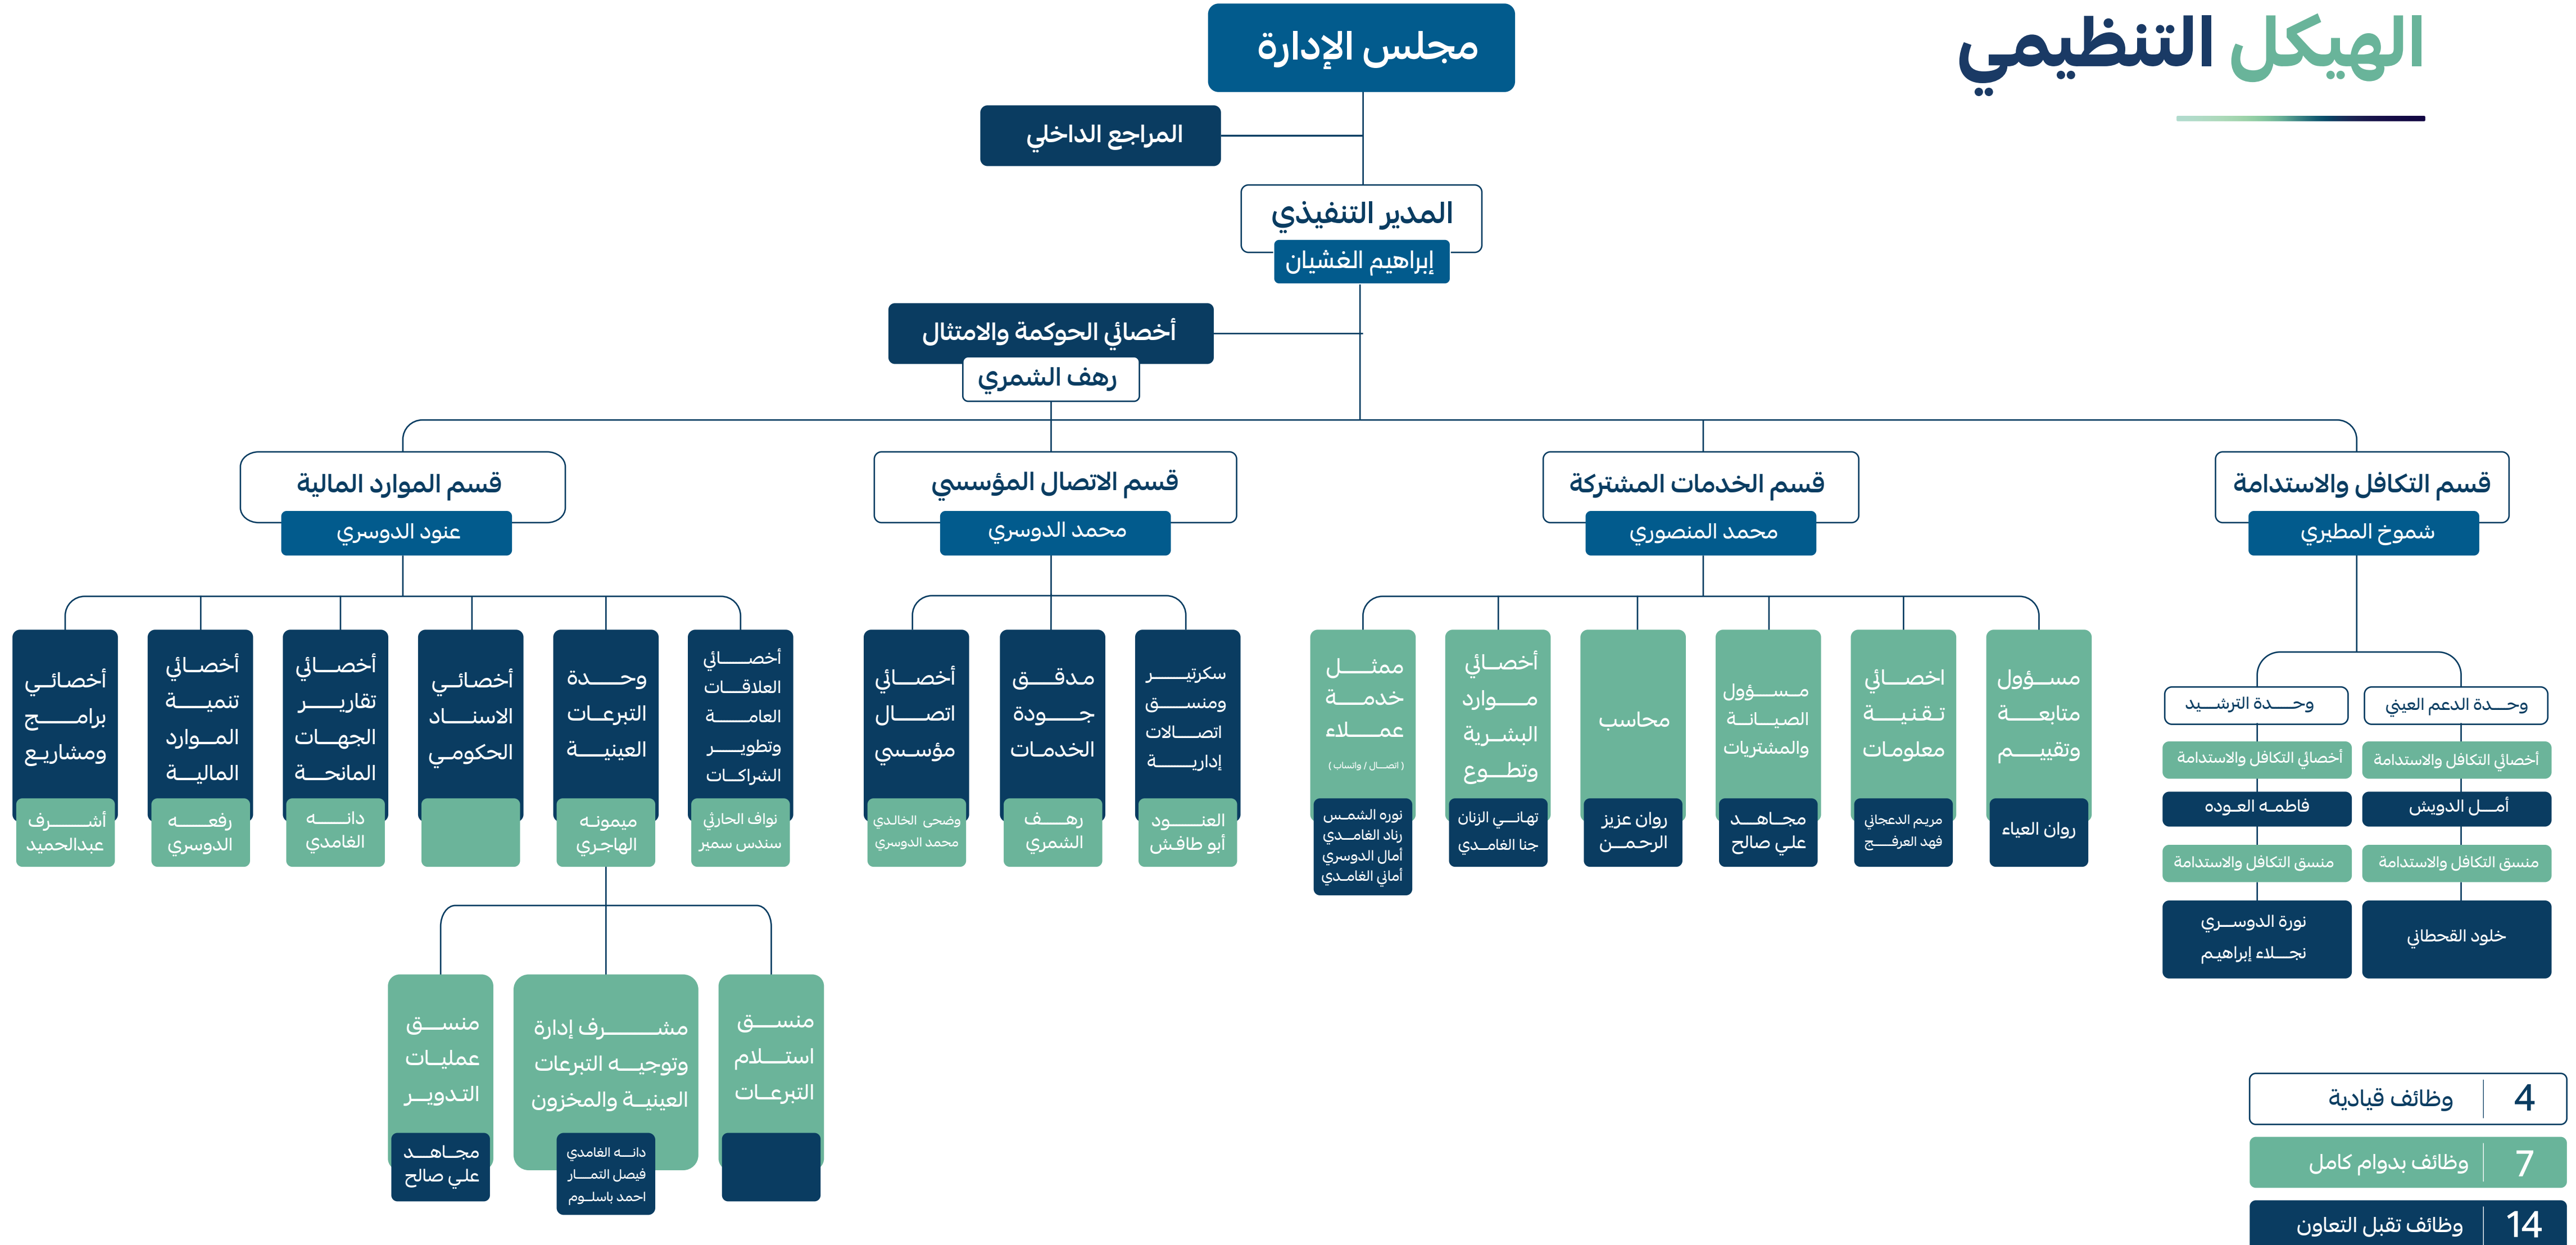 الهيكل التنظيمي
مجلس الإدارة
المراجع الداخلي
المدير التنفيذي
إبراهيم الغشيان
أخصائي الحوكمة والامتثال
رهف الشمري
قسم التكافل والاستدامة
شموخ المطيري
وحدة الدعم العيني
أخصائي التكافل والاستدامة
أمل الدويش
منسق التكافل والاستدامة
خلود القحطاني
وحدة الترشيد
أخصائي التكافل والاستدامة
فاطمه العوده
منسق التكافل والاستدامة
نورة الدوسري
نجلاء إبراهيم
قسم الخدمات المشتركة
محمد المنصوري
مسؤول
متابعة
وتقييم
روان العياء
اخصائي
تقنية
معلومات
مريم الدعجاني
فهد العرفج
مسؤول
الصيانة
والمشتريات
مجاهد
علي صالح
محاسب
روان عزيز
الرحمن
أخصائي
موارد
البشرية
وتطوع
تهاني الزنان
جنا الغامدي
ممثل
خدمة
عملاء
( اتصال / واتساب )
نوره الشمس
رناد الغامدي
أمال الدوسري
أماني الغامدي
قسم الاتصال المؤسسي
محمد الدوسري
سكرتير
ومنسق
اتصالات
إدارية
العنود
أبو طافش
مدقق
جودة
الخدمات
رهف
الشمري
أخصائي
اتصال
مؤسسي
وضحى الخالدي
محمد الدوسري
قسم الموارد المالية
عنود الدوسري
أخصائي
العلاقات
العامة
وتطوير
الشراكات
نواف الحارثي
سندس سمير
وحدة
التبرعات
العينية
ميمونه
الهاجري
أخصائي
الاسناد
الحكومي
أخصائي
تقارير
الجهات
المانحة
دانه
الغامدي
أخصائي
تنمية
الموارد
المالية
رفعه
الدوسري
أخصائي
برامج
ومشاريع
أشرف
عبدالحميد
منسق
استلام
التبرعات
مشرف إدارة
وتوجيه التبرعات
العينية والمخزون
دانه الغامدي
فيصل التمار
احمد باسلوم
منسق
عمليات
التدوير
مجاهد
علي صالح
4 وظائف قيادية
7 وظائف بدوام كامل
14 وظائف تقبل التعاون